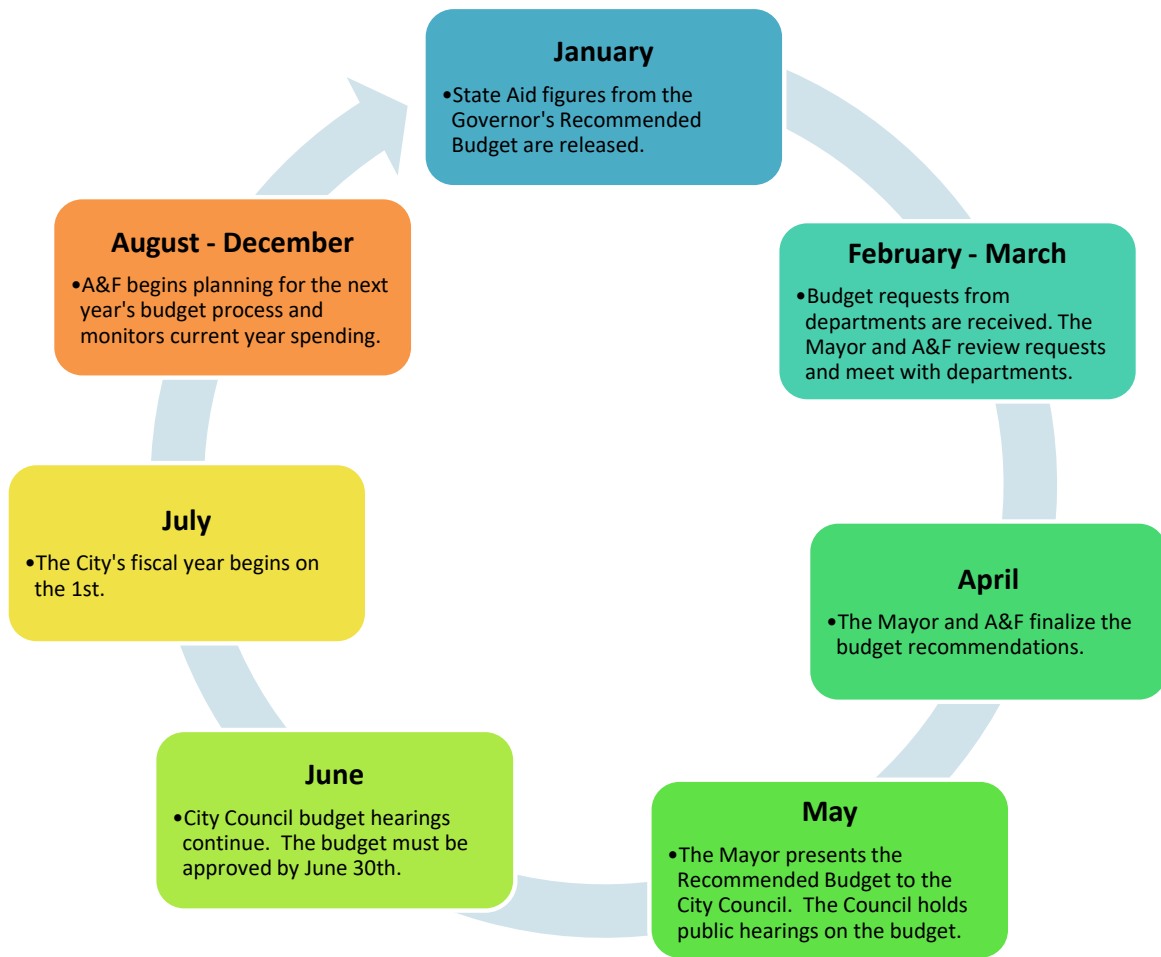 January
•State Aid figures from the
Governor's Recommended
Budget are released.
February - March
•Budget requests from
departments are received. The
Mayor and A&F review requests
and meet with departments.
April
•The Mayor and A&F finalize the
budget recommendations.
May
•The Mayor presents the
Recommended Budget to the
City Council.  The Council holds
public hearings on the budget.
June
•City Council budget hearings
continue.  The budget must be
approved by June 30th.
July
•The City's fiscal year begins on
the 1st.
August - December
•A&F begins planning for the next
year's budget process and
monitors current year spending.